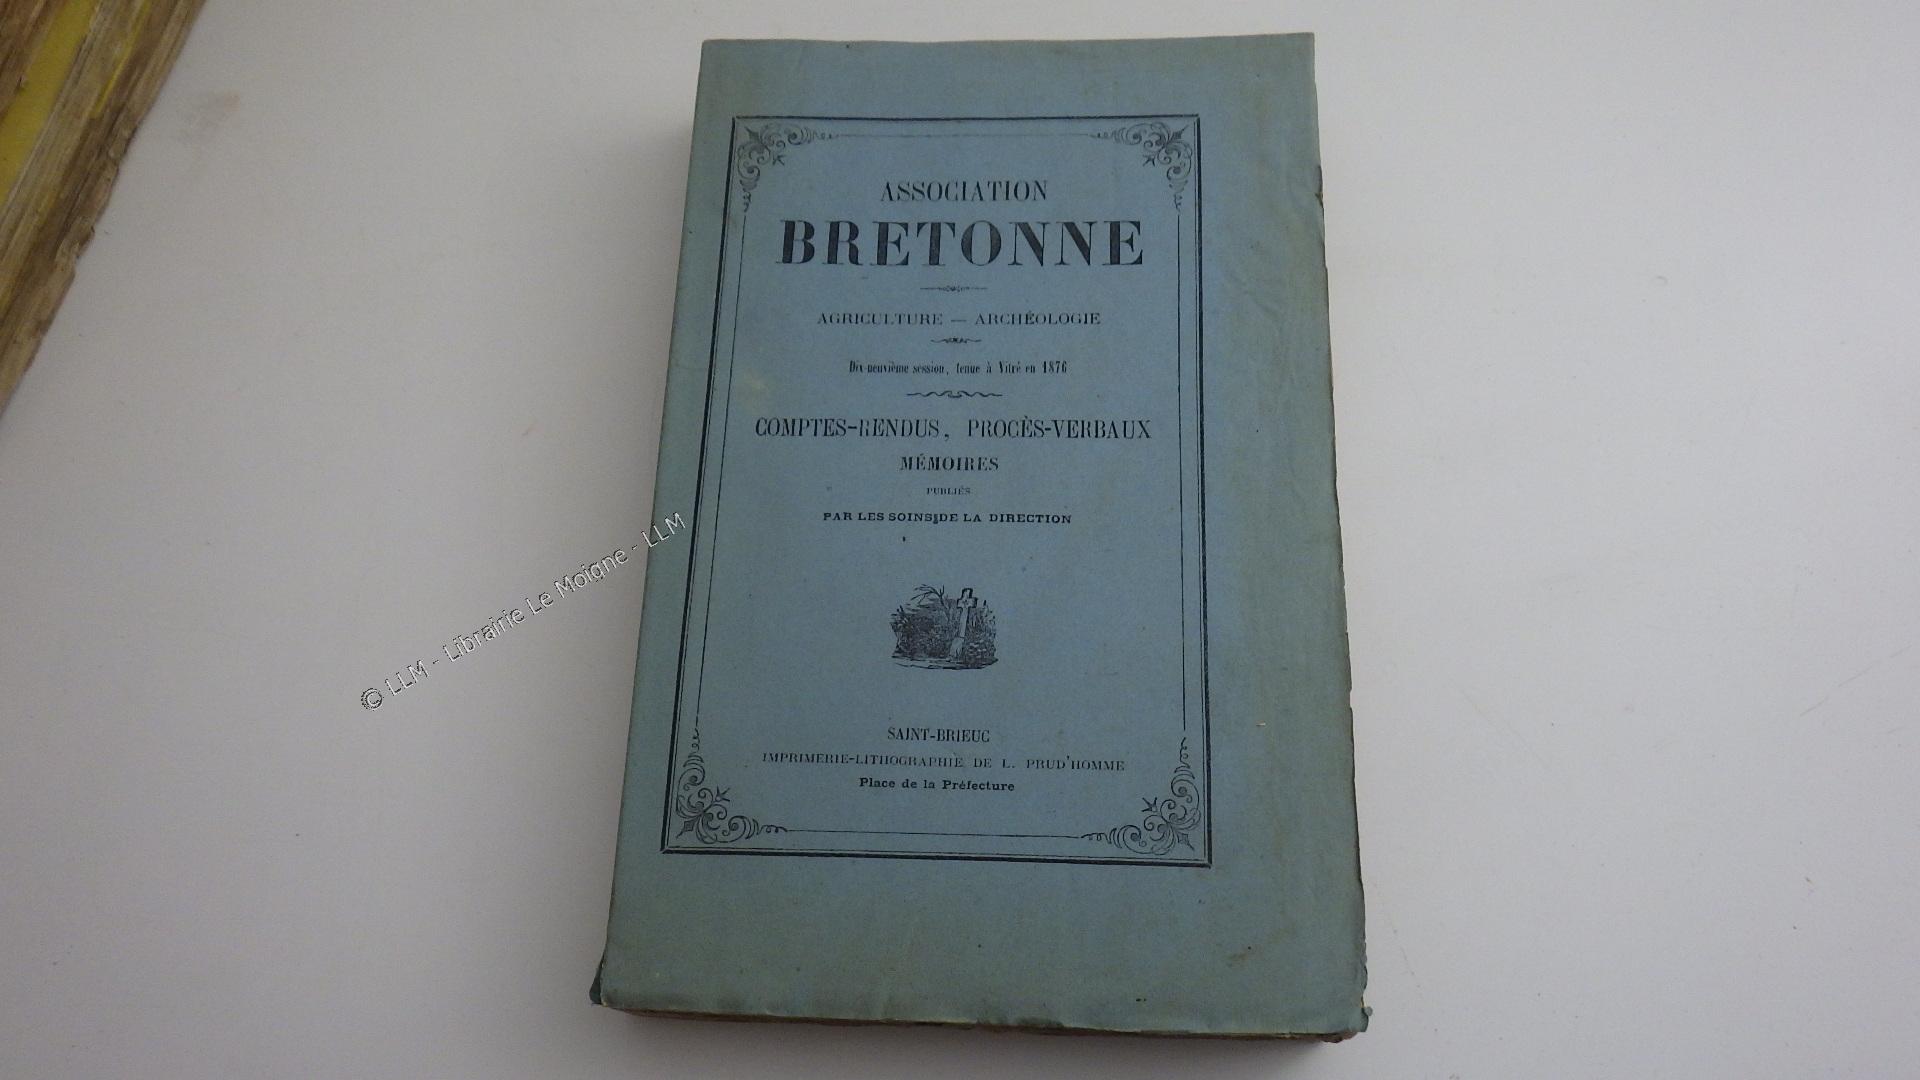 ASSOCIATION
BRETONNE
AGRICULTURE — ARCHÉOLOGIE
Dix-neuvième session, tenue à Vitré en 1876
COMPTES-RENDUS, PROCÈS-VERBAUX
MÉMOIRES
PUBLIÉS
PAR LES SOINS DE LA DIRECTION
SAINT-BRIEUC
IMPRIMERIE-LITHOGRAPHIE DE L. PRUD'HOMME
Place de la Préfecture
© LLM - Librairie Le Moigne - LLM